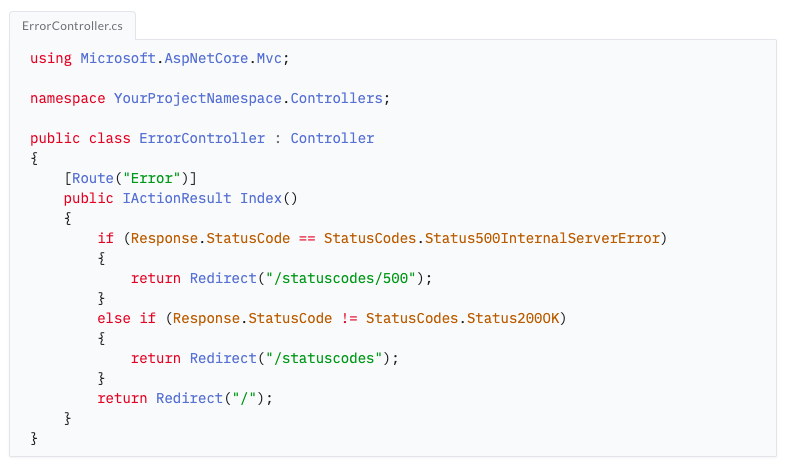 ErrorController.cs
using Microsoft.AspNetCore.Mvc;
namespace YourProjectNamespace.Controllers;
public class ErrorController : Controller
{
    [Route("Error")]
    public IActionResult Index()
    {
        if (Response.StatusCode == StatusCodes.Status500InternalServerError)
        {
            return Redirect("/statuscodes/500");
        }
        else if (Response.StatusCode != StatusCodes.Status200OK)
        {
            return Redirect("/statuscodes");
        }
        return Redirect("/");
    }
}